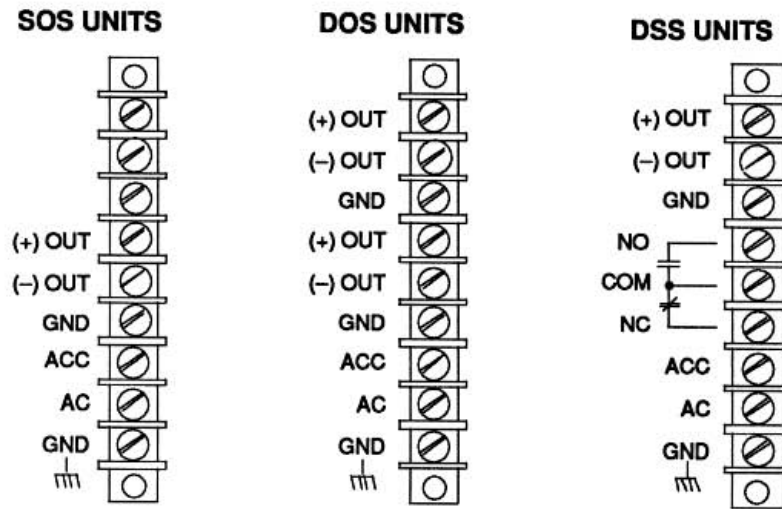 SOS UNITS
(+) OUT
(–) OUT
GND
ACC
AC
GND
DOS UNITS
(+) OUT
(–) OUT
GND
(+) OUT
(–) OUT
GND
ACC
AC
GND
DSS UNITS
(+) OUT
(–) OUT
GND
NO
COM
NC
ACC
AC
GND